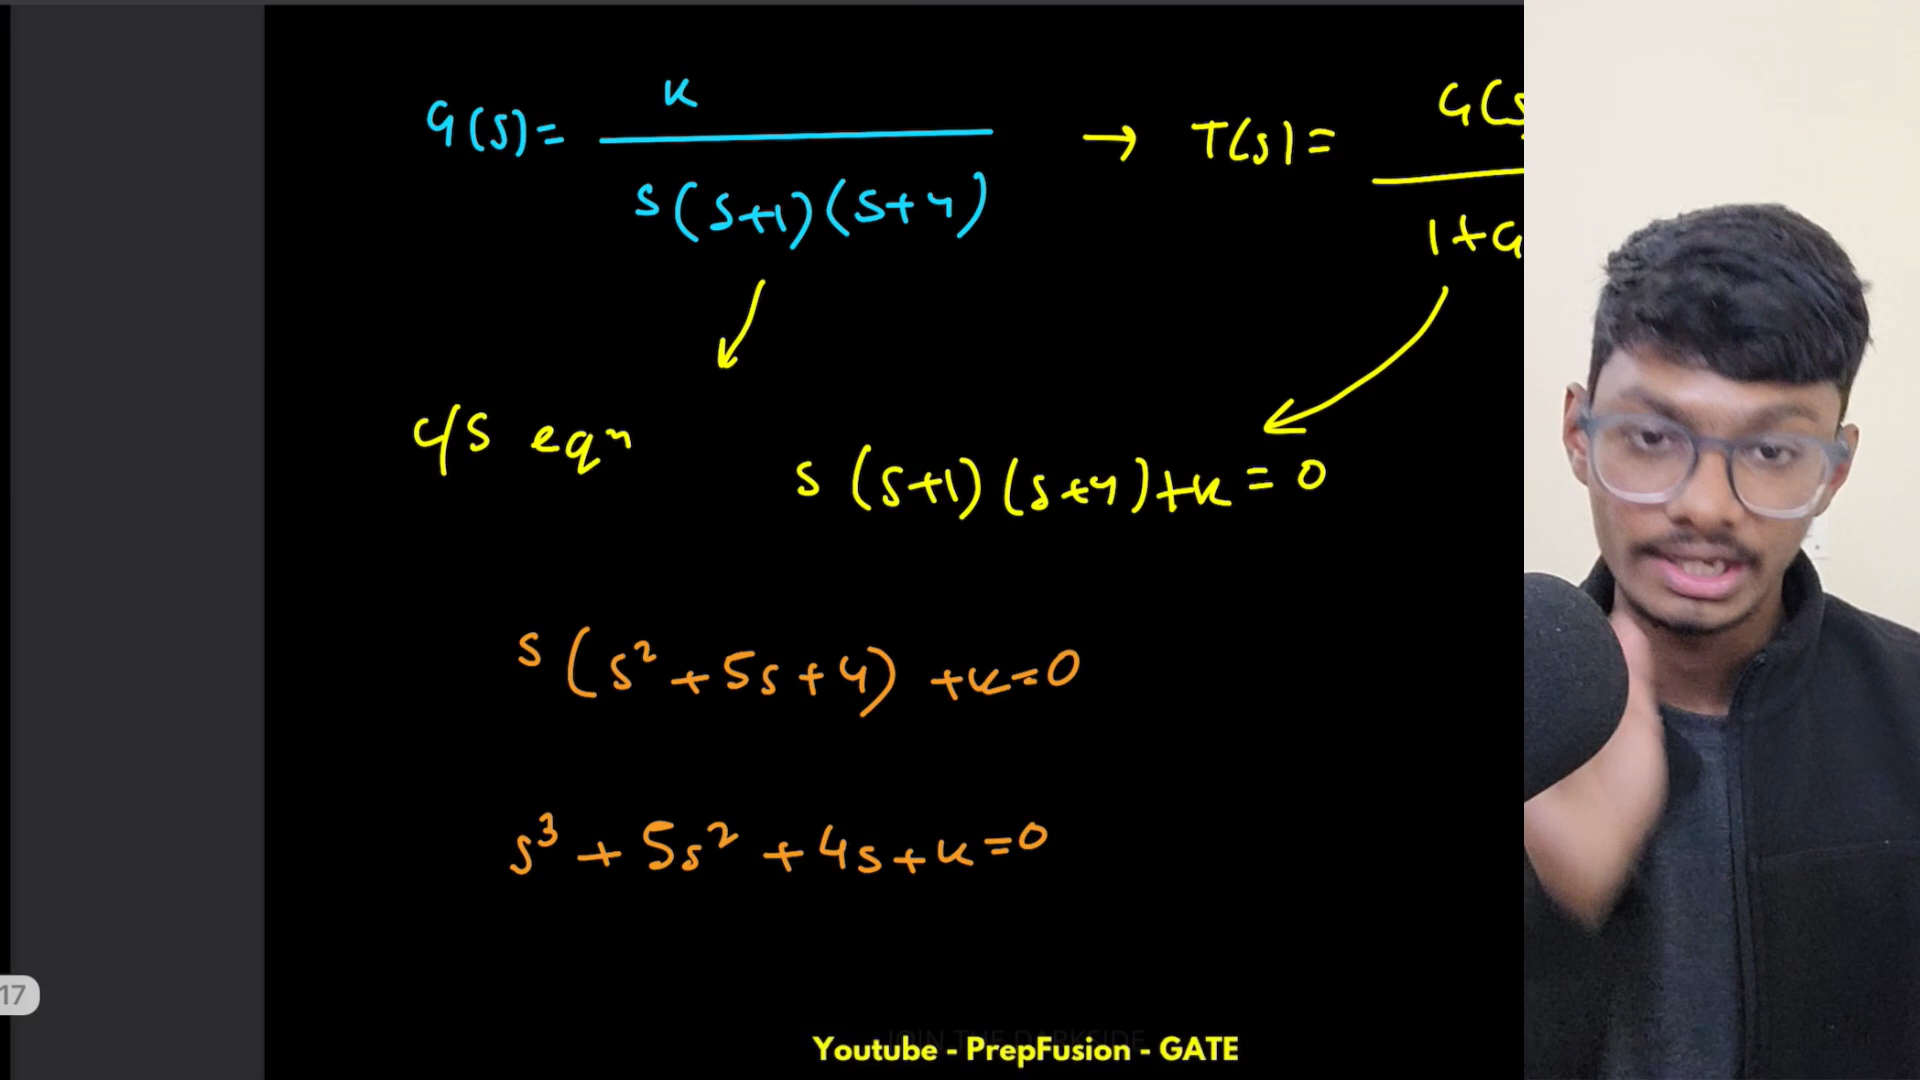 G(s) = K / s(s+1)(s+4) → T(s) = G(s / 1+G
c/s eqn
s (s+1) (s+4) + K = 0
s (s² + 5s + 4) + K = 0
s³ + 5s² + 4s + K = 0
17
Youtube - PrepFusion - GATE